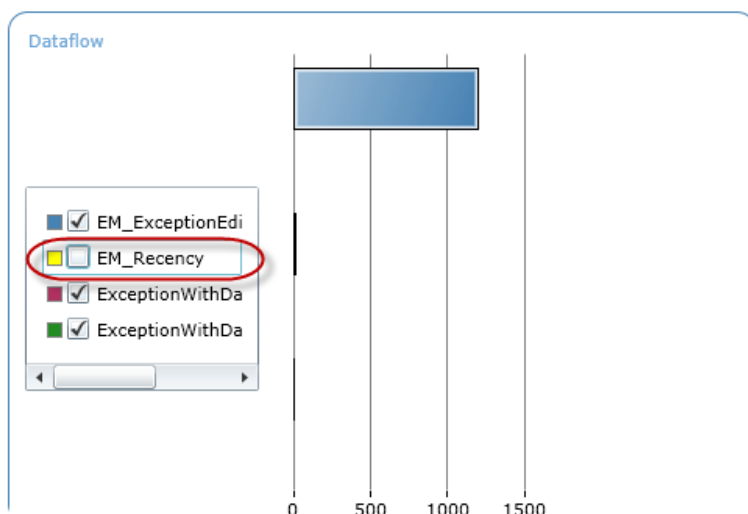 Dataflow
EM_ExceptionEdi
EM_Recency
ExceptionWithDa
ExceptionWithDa
0 500 1000 1500